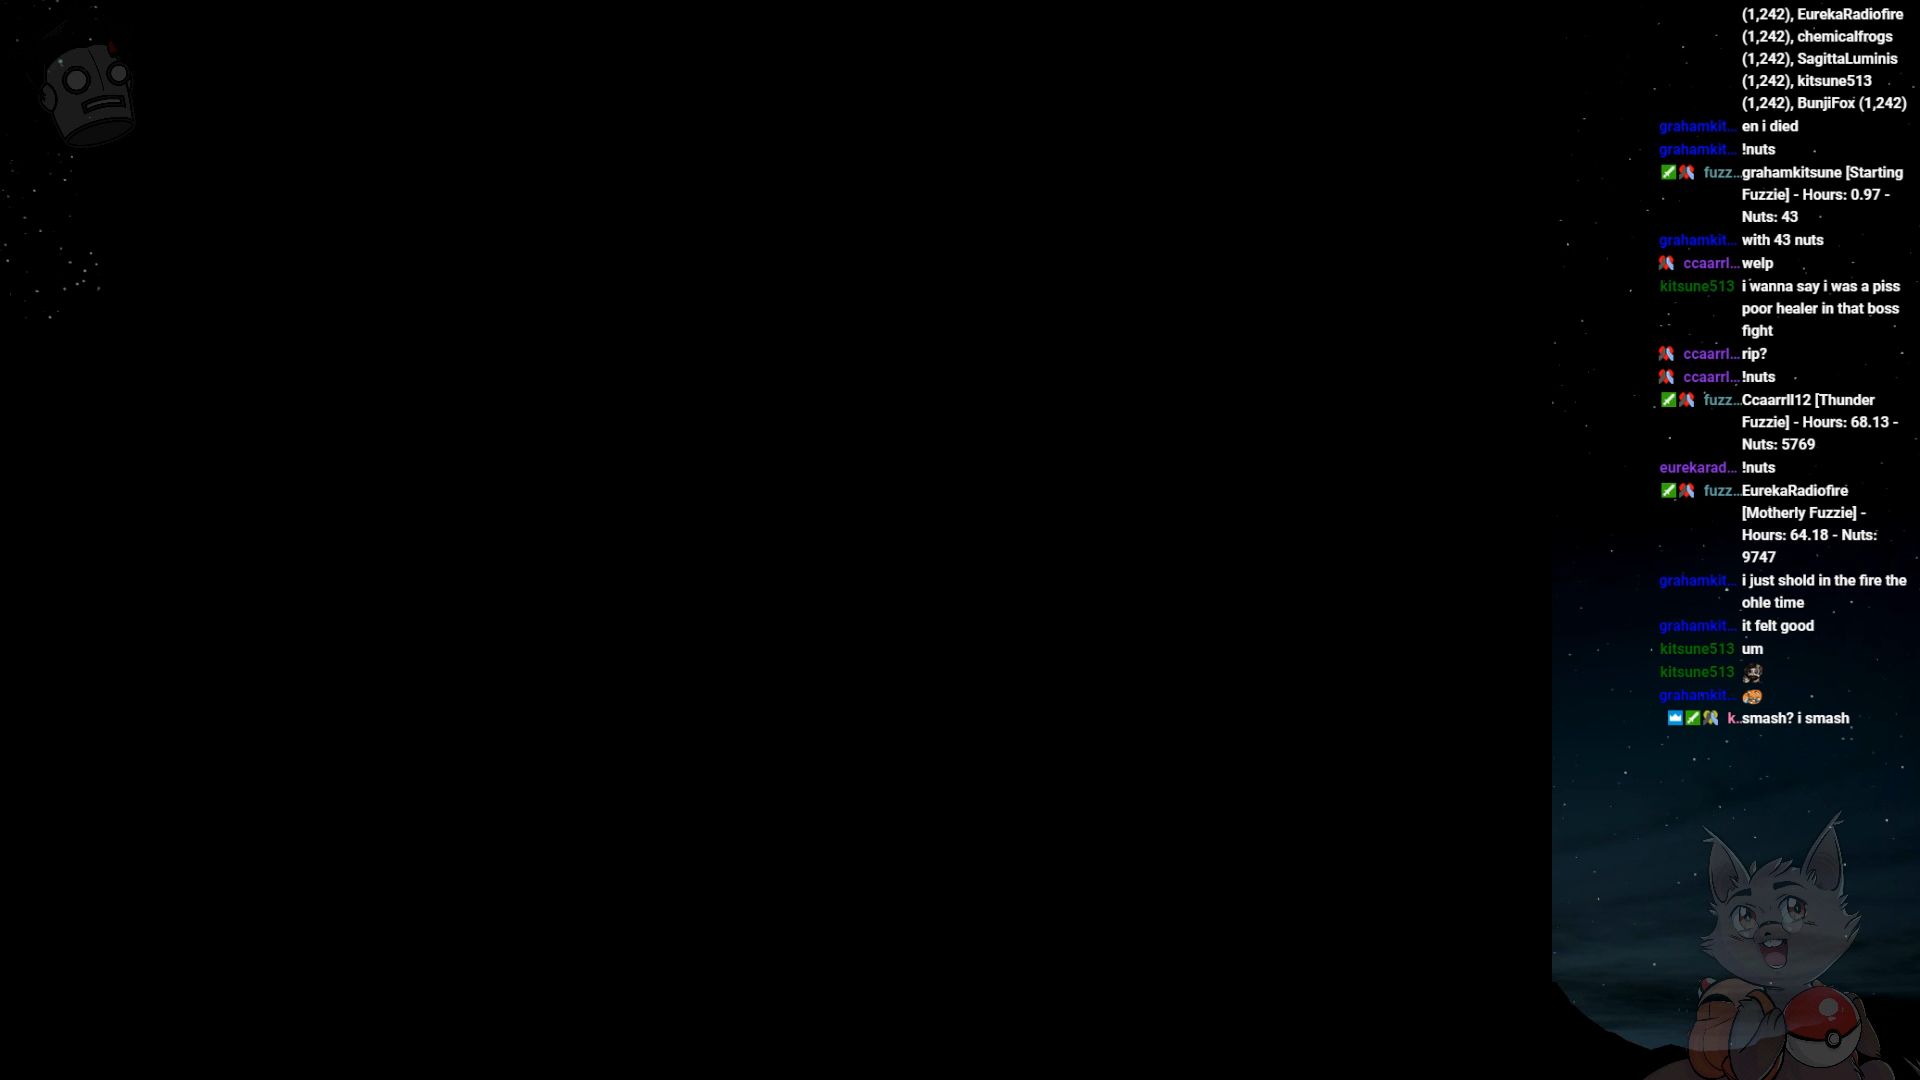 (1,242), EurekaRadiofire
(1,242), chemicalfrogs
(1,242), SagittaLuminis
(1,242), kitsune513
(1,242), BunjiFox (1,242)
grahamkit... en i died
grahamkit... !nuts
fuzz... grahamkitsune [Starting
Fuzzie] - Hours: 0.97 -
Nuts: 43
grahamkit... with 43 nuts
ccaarrl... welp
kitsune513 i wanna say i was a piss
poor healer in that boss
fight
ccaarrl... rip?
ccaarrl... !nuts
fuzz... Ccaarrll12 [Thunder
Fuzzie] - Hours: 68.13 -
Nuts: 5769
eurekarad... !nuts
fuzz... EurekaRadiofire
[Motherly Fuzzie] -
Hours: 64.18 - Nuts:
9747
grahamkit... i just shold in the fire the
ohle time
grahamkit... it felt good
kitsune513 um
kitsune513
grahamkit...
k... smash? i smash